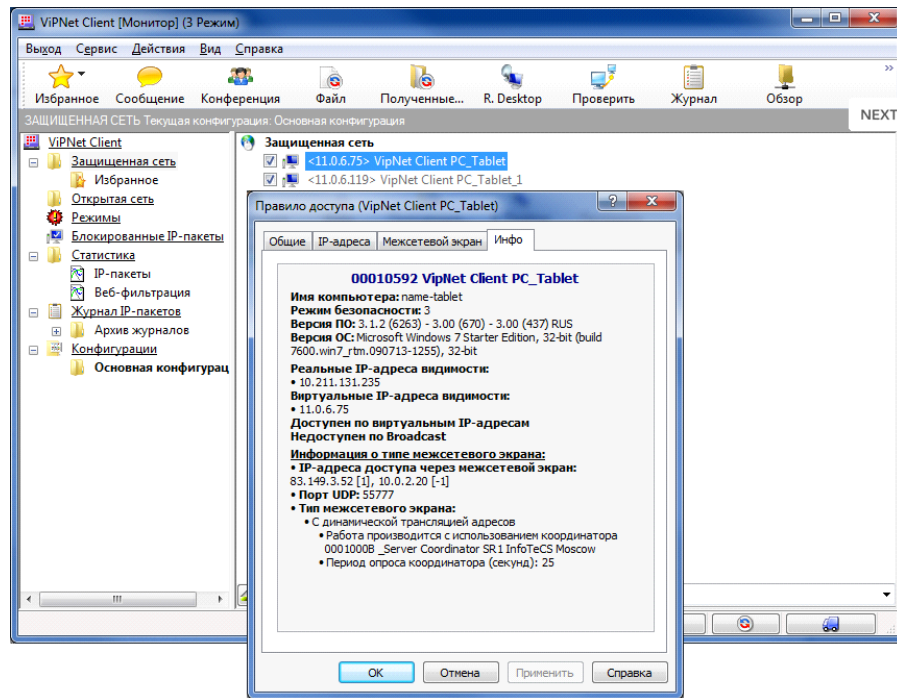 ViPNet Client [Монитор] (3 Режим)
Выход Сервис Действия Вид Справка
Избранное Сообщение Конференция Файл Полученные... R. Desktop Проверить Журнал Обзор »
ЗАЩИЩЕННАЯ СЕТЬ Текущая конфигурация: Основная конфигурация
NEXT
ViPNet Client
Защищенная сеть
Избранное
Открытая сеть
Режимы
Блокированные IP-пакеты
Статистика
IP-пакеты
Веб-фильтрация
Журнал IP-пакетов
Архив журналов
Конфигурации
Основная конфигурац
Защищенная сеть
<11.0.6.75> VipNet Client PC_Tablet
<11.0.6.119> VipNet Client PC_Tablet_1
Правило доступа (VipNet Client PC_Tablet)
Общие IP-адреса Межсетевой экран Инфо
00010592 VipNet Client PC_Tablet
Имя компьютера: name-tablet
Режим безопасности: 3
Версия ПО: 3.1.2 (6263) - 3.00 (670) - 3.00 (437) RUS
Версия ОС: Microsoft Windows 7 Starter Edition, 32-bit (build
7600.win7_rtm.090713-1255), 32-bit
Реальные IP-адреса видимости:
• 10.211.131.235
Виртуальные IP-адреса видимости:
• 11.0.6.75
Доступен по виртуальным IP-адресам
Недоступен по Broadcast
Информация о типе межсетевого экрана:
• IP-адреса доступа через межсетевой экран:
83.149.3.52 [1], 10.0.2.20 [-1]
• Порт UDP: 55777
• Тип межсетевого экрана:
• С динамической трансляцией адресов
• Работа производится с использованием координатора
0001000B _Server Coordinator SR1 InfoTeCS Moscow
• Период опроса координатора (секунд): 25
OK Отмена Применить Справка